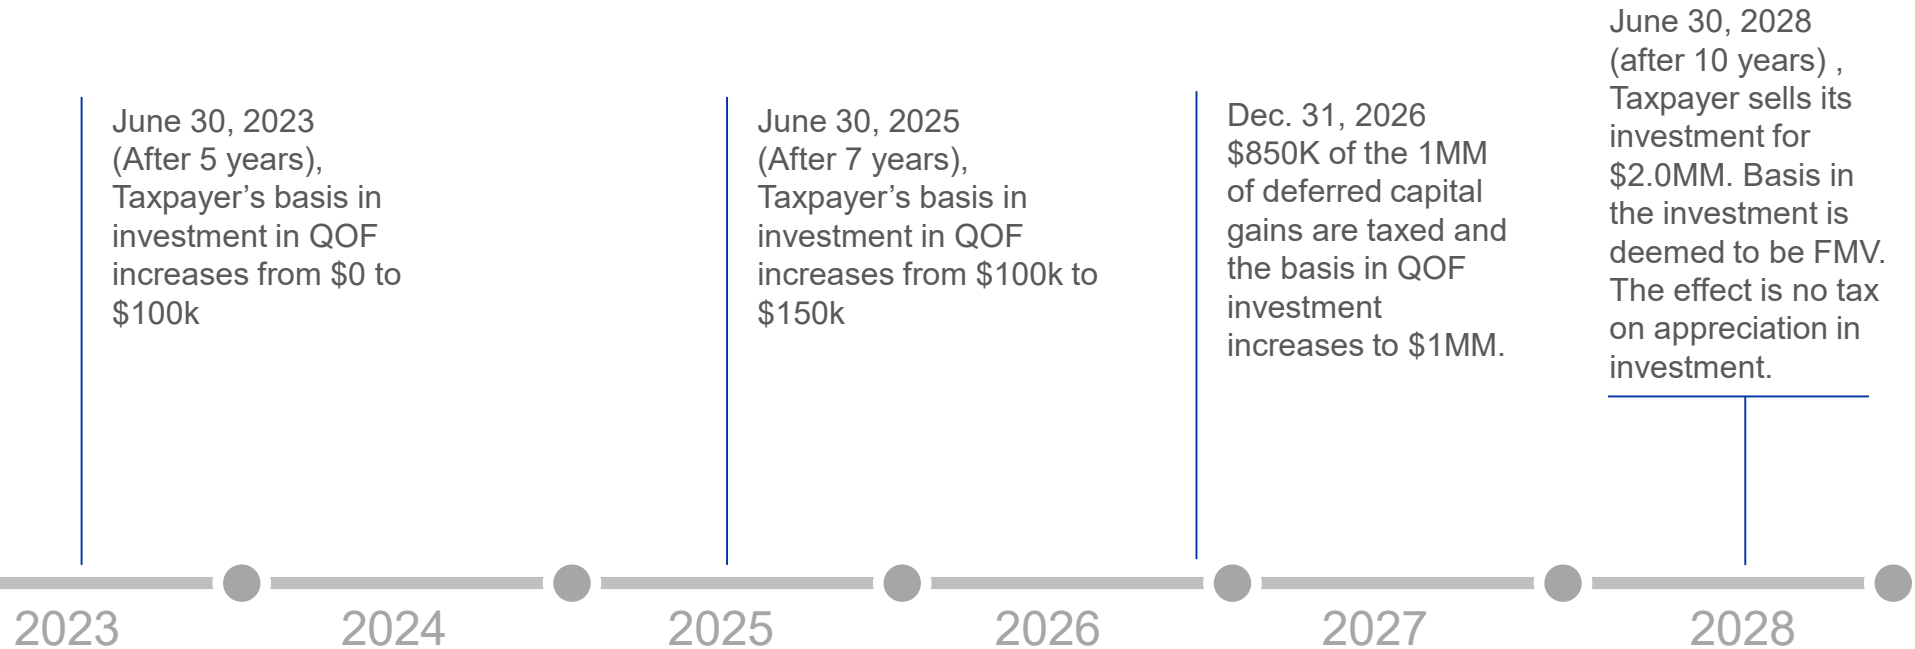 June 30, 2023
(After 5 years),
Taxpayer’s basis in
investment in QOF
increases from $0 to
$100k
June 30, 2025
(After 7 years),
Taxpayer’s basis in
investment in QOF
increases from $100k to
$150k
Dec. 31, 2026
$850K of the 1MM
of deferred capital
gains are taxed and
the basis in QOF
investment
increases to $1MM.
June 30, 2028
(after 10 years) ,
Taxpayer sells its
investment for
$2.0MM. Basis in
the investment is
deemed to be FMV.
The effect is no tax
on appreciation in
investment.
2023
2024
2025
2026
2027
2028